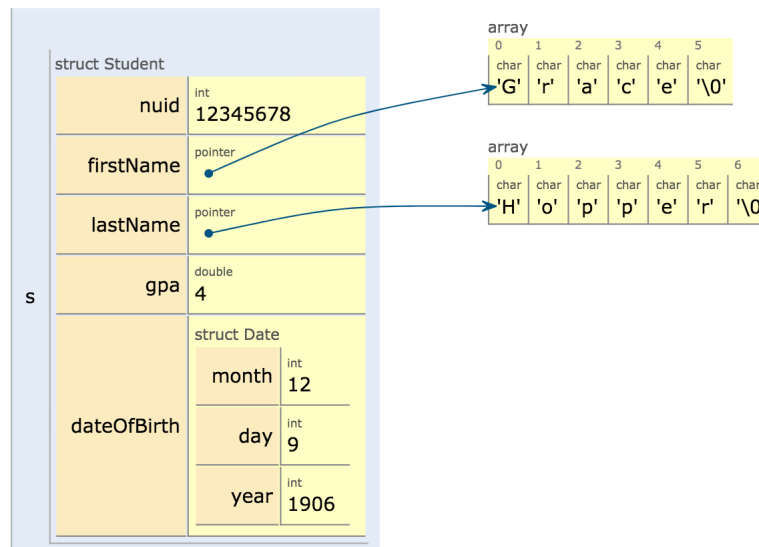 array
0 1 2 3 4 5
char char char char char char
'G' 'r' 'a' 'c' 'e' '\0'
array
0 1 2 3 4 5 6
char char char char char char char
'H' 'o' 'p' 'p' 'e' 'r' '\0
s
struct Student
nuid
int
12345678
firstName
pointer
lastName
pointer
gpa
double
4
dateOfBirth
struct Date
month
int
12
day
int
9
year
int
1906